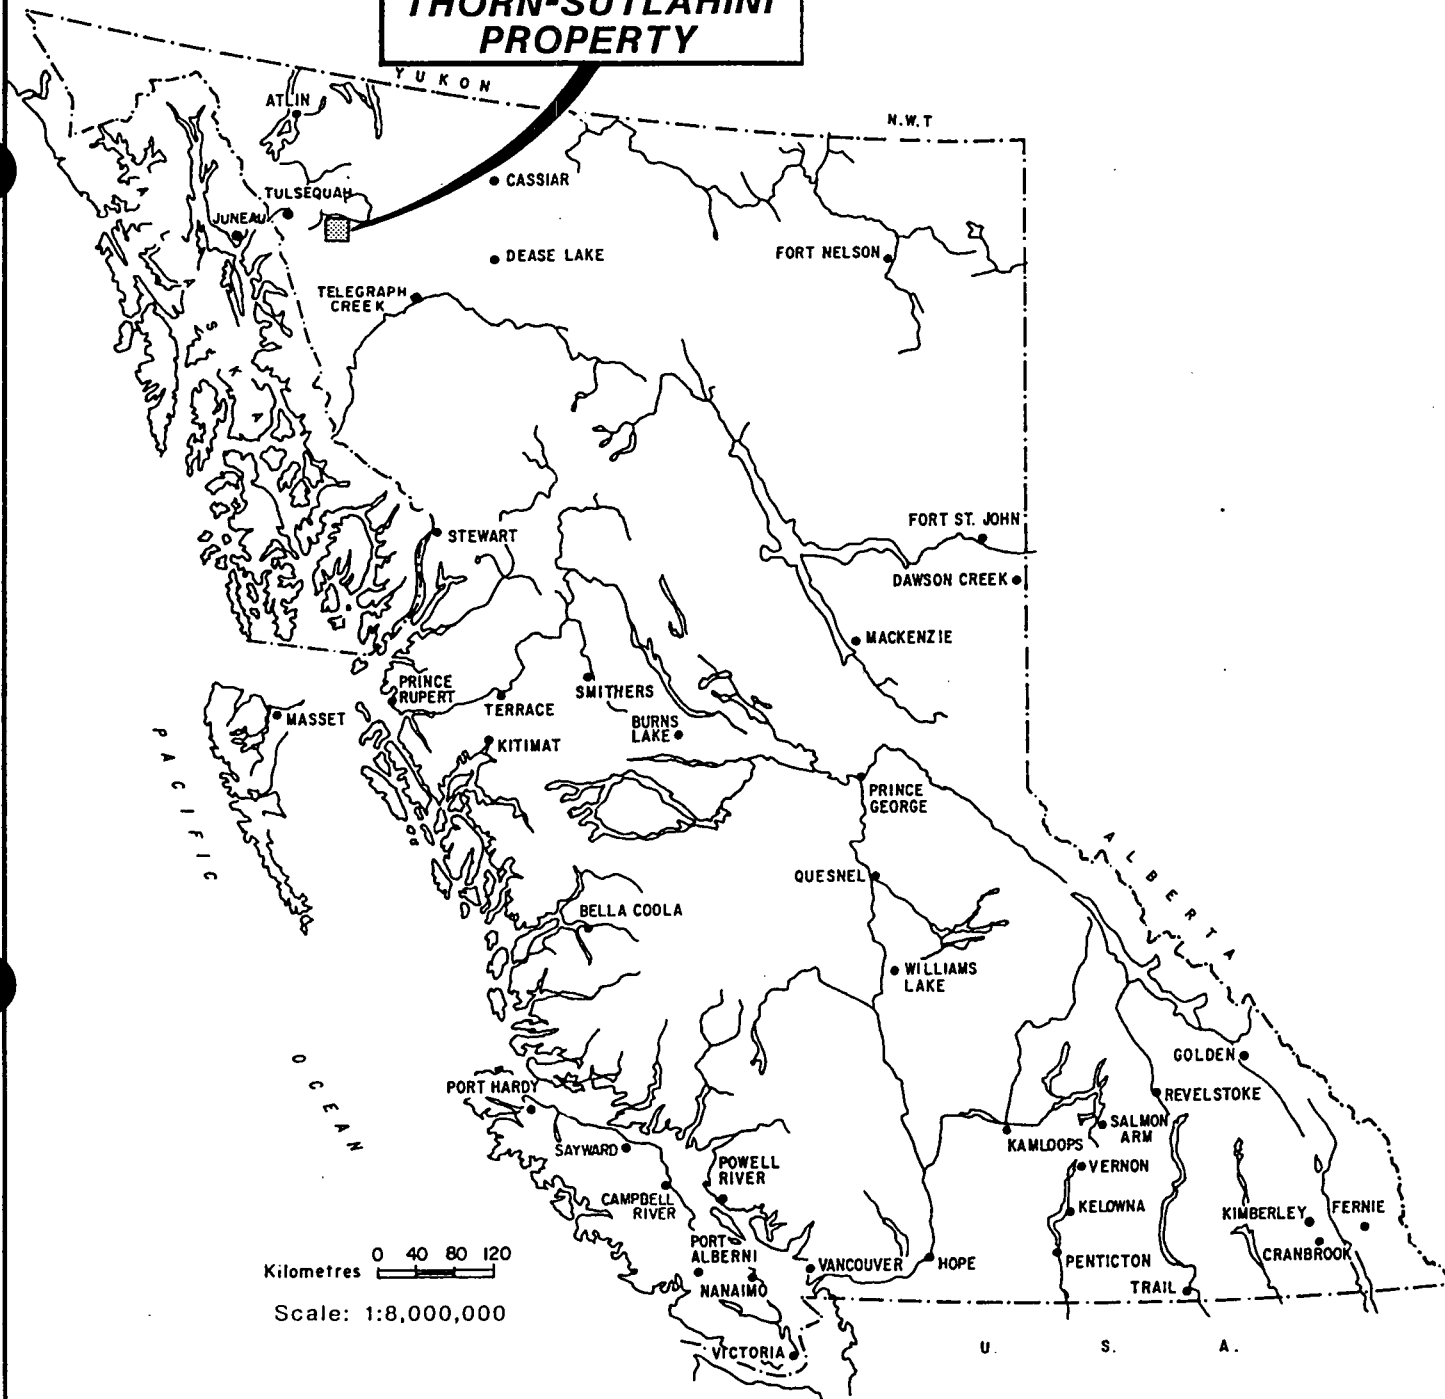 THORN-SUTLAHINI
PROPERTY
YUKON
N.W.T
ATLIN
CASSIAR
TULSEQUAH
JUNEAU
DEASE LAKE
FORT NELSON
TELEGRAPH
CREEK
ALASKA
STEWART
FORT ST. JOHN
DAWSON CREEK
MACKENZIE
PRINCE
RUPERT
SMITHERS
TERRACE
MASSET
BURNS
LAKE
KITIMAT
PACIFIC
PRINCE
GEORGE
ALBERTA
QUESNEL
BELLA COOLA
WILLIAMS
LAKE
OCEAN
GOLDEN
PORT HARDY
REVELSTOKE
SALMON
ARM
KAMLOOPS
SAYWARD
POWELL
RIVER
VERNON
CAMPBELL
RIVER
KELOWNA
KIMBERLEY
FERNIE
PORT
ALBERNI
CRANBROOK
VANCOUVER
HOPE
PENTICTON
NANAIMO
TRAIL
0 40 80 120
Kilometres
Scale: 1:8,000,000
VICTORIA
U. S. A.